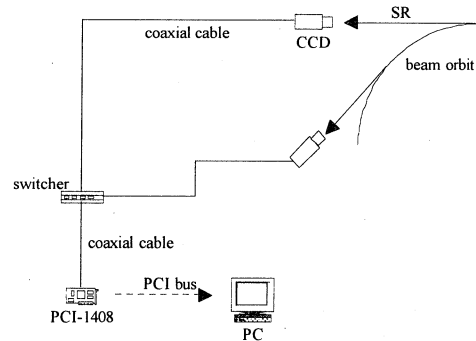 SR
coaxial cable
CCD
beam orbit
switcher
coaxial cable
PCI bus
PCI-1408
PC